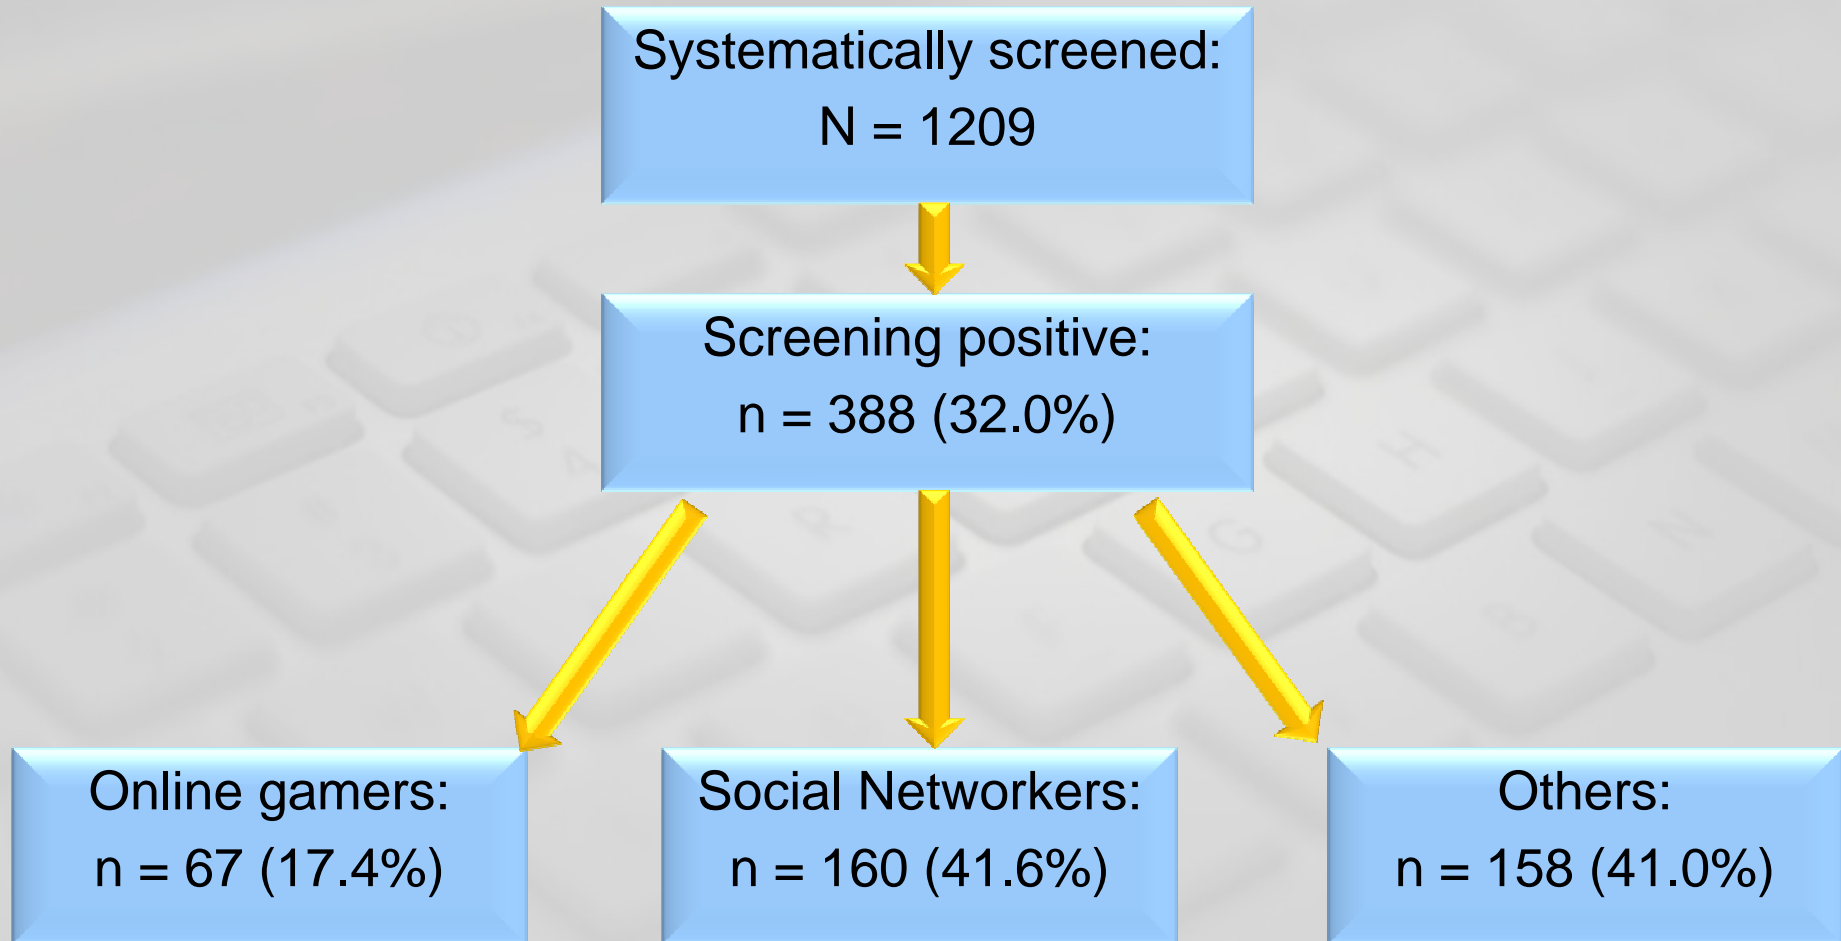 Systematically screened:
N = 1209
Screening positive:
n = 388 (32.0%)
Online gamers:
n = 67 (17.4%)
Social Networkers:
n = 160 (41.6%)
Others:
n = 158 (41.0%)